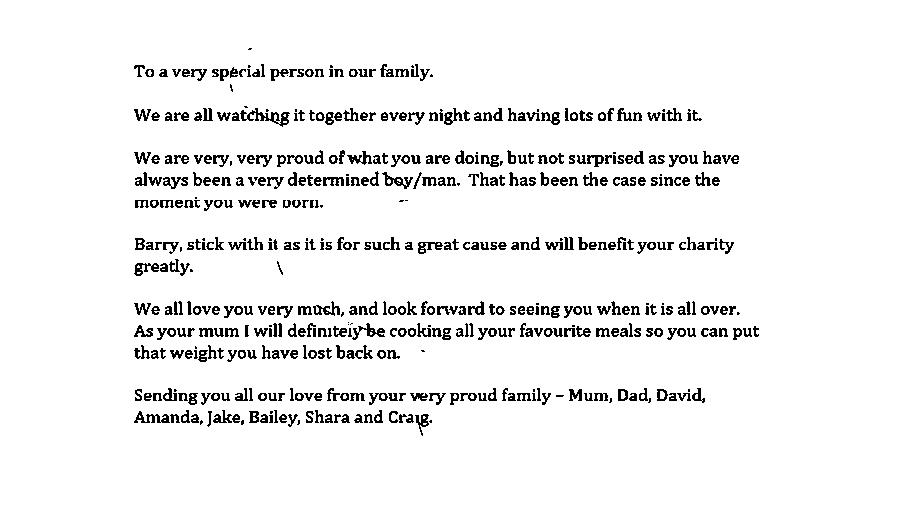 To a very special person in our family.
We are all watching it together every night and having lots of fun with it.
We are very, very proud of what you are doing, but not surprised as you have
always been a very determined boy/man.  That has been the case since the
moment you were born.
Barry, stick with it as it is for such a great cause and will benefit your charity
greatly.
We all love you very much, and look forward to seeing you when it is all over.
As your mum I will definitely be cooking all your favourite meals so you can put
that weight you have lost back on.
Sending you all our love from your very proud family – Mum, Dad, David,
Amanda, Jake, Bailey, Shara and Craig.